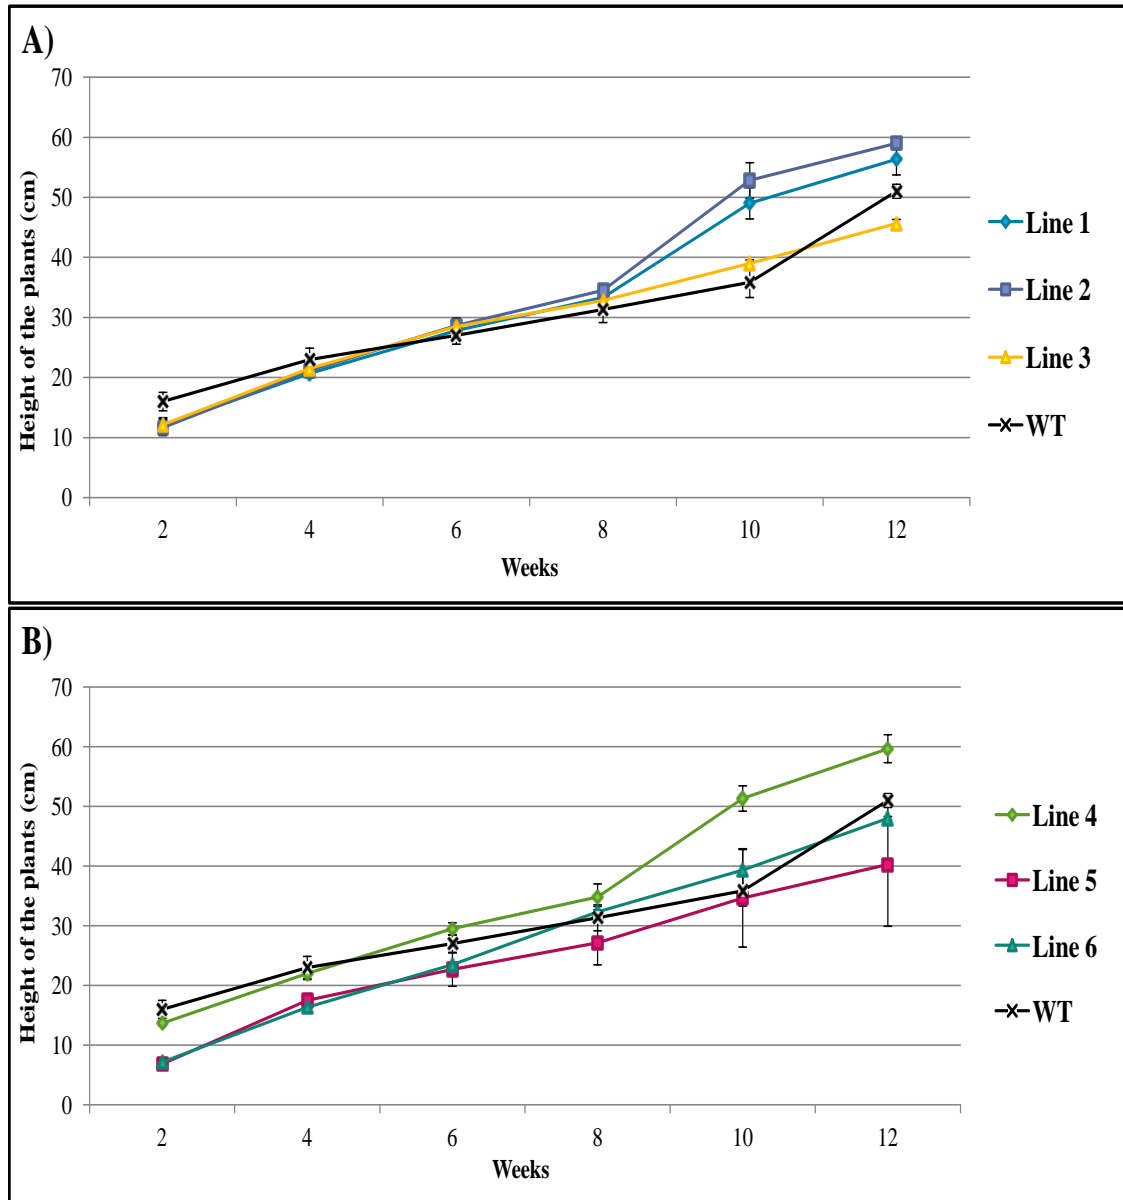 A)
70
60
50
40
30
20
10
0
Height of the plants (cm)
2 4 6 8 10 12
Weeks
Line 1
Line 2
Line 3
WT
B)
70
60
50
40
30
20
10
0
Height of the plants (cm)
2 4 6 8 10 12
Weeks
Line 4
Line 5
Line 6
WT